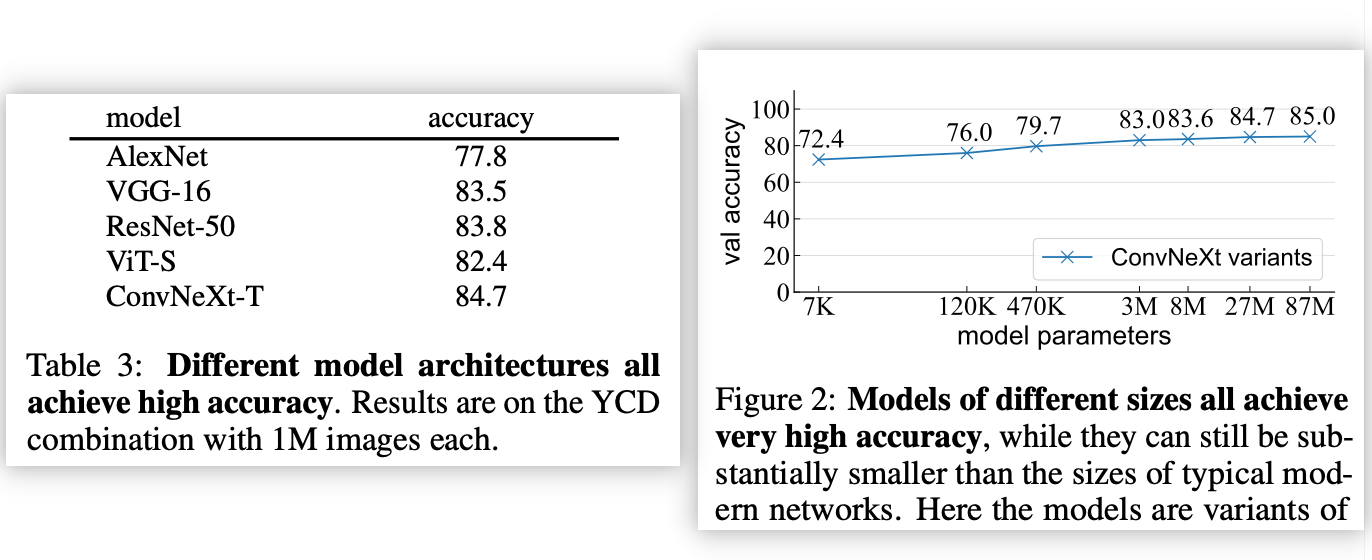 model accuracy
AlexNet 77.8
VGG-16 83.5
ResNet-50 83.8
ViT-S 82.4
ConvNeXt-T 84.7
Table 3: Different model architectures all
achieve high accuracy. Results are on the YCD
combination with 1M images each.
val accuracy
100
80
60
40
20
0
72.4 76.0 79.7 83.0 83.6 84.7 85.0
ConvNeXt variants
7K 120K 470K 3M 8M 27M 87M
model parameters
Figure 2: Models of different sizes all achieve
very high accuracy, while they can still be sub-
stantially smaller than the sizes of typical mod-
ern networks. Here the models are variants of